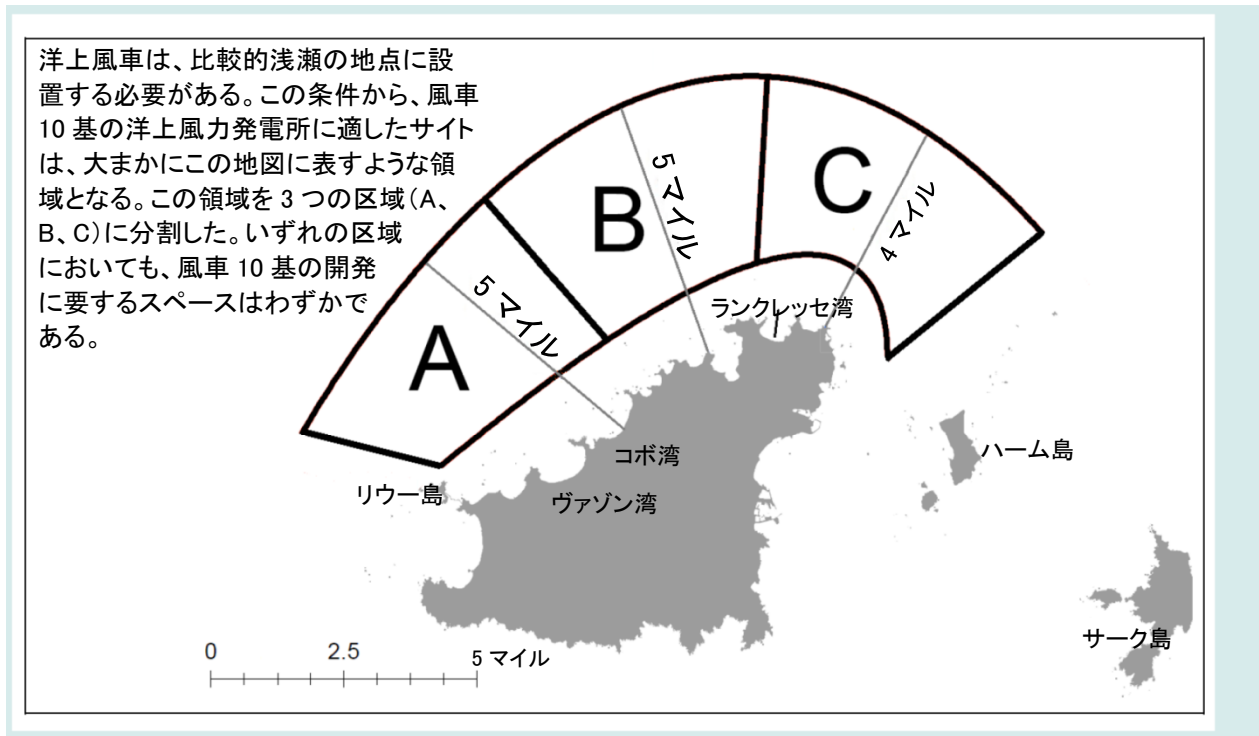 洋上風車は、比較的浅瀬の地点に設
置する必要がある。この条件から、風車
10 基の洋上風力発電所に適したサイト
は、大まかにこの地図に表すような領
域となる。この領域を 3 つの区域(A、
B、C)に分割した。いずれの区域
においても、風車 10 基の開発
に要するスペースはわずかで
ある。
A
B
C
5 マイル
5 マイル
4 マイル
ランクレッセ湾
コボ湾
ヴァゾン湾
リウー島
ハーム島
サーク島
0 2.5 5 マイル